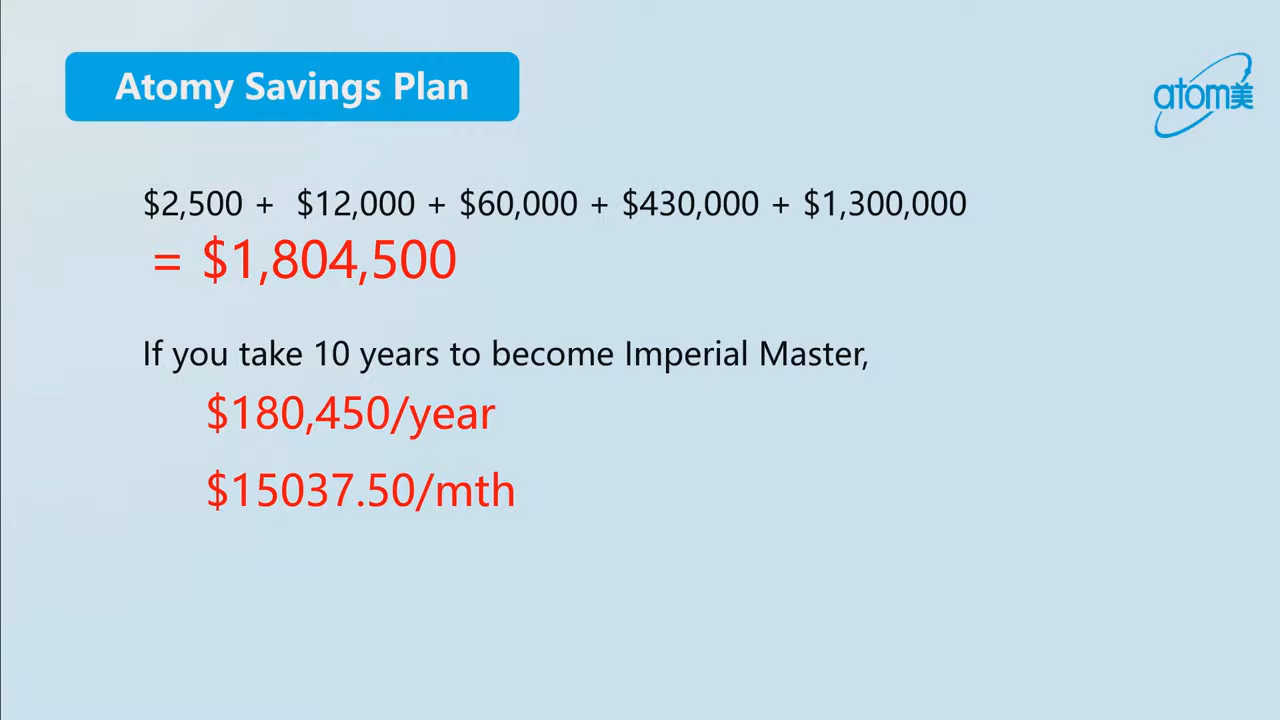 Atomy Savings Plan
atom美
$2,500 + $12,000 + $60,000 + $430,000 + $1,300,000
= $1,804,500
If you take 10 years to become Imperial Master,
$180,450/year
$15037.50/mth